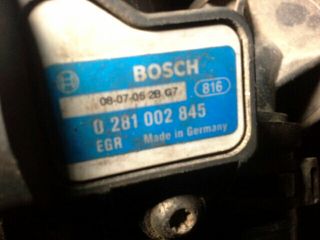 BOSCH
08-07-06 2B G7
816
0 281 002 845
EGR Made in Germany